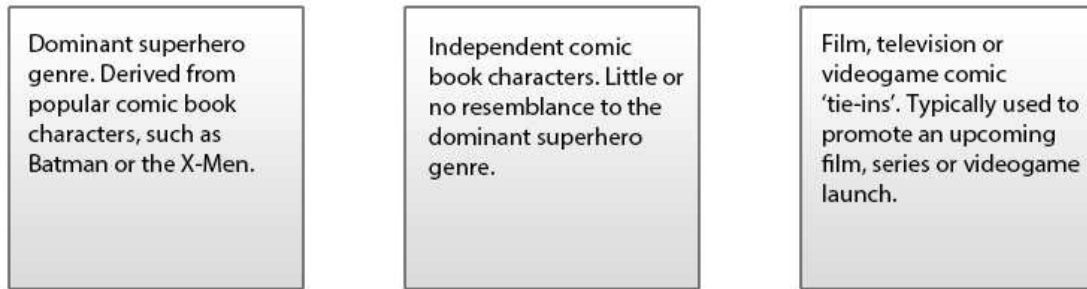 Dominant superhero
genre. Derived from
popular comic book
characters, such as
Batman or the X-Men.
Independent comic
book characters. Little or
no resemblance to the
dominant superhero
genre.
Film, television or
videogame comic
‘tie-ins’. Typically used to
promote an upcoming
film, series or videogame
launch.